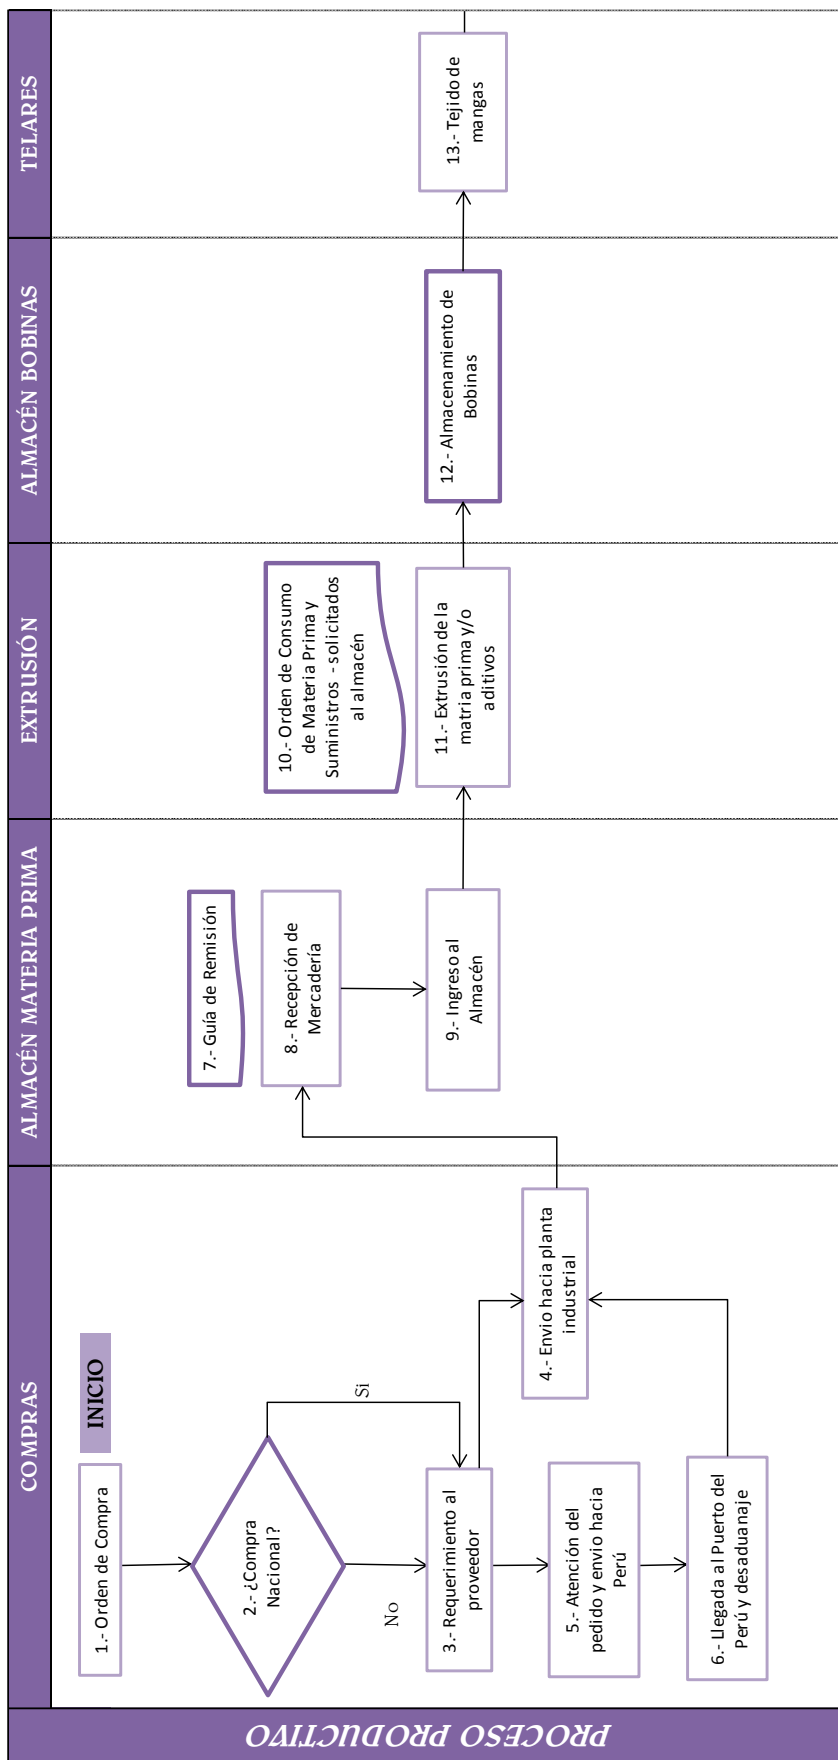 PROCESO PRODUCTIVO
COMPRAS
ALMACÉN MATERIA PRIMA
EXTRUSIÓN
ALMACÉN BOBINAS
TELARES
INICIO
1.- Orden de Compra
2.- ¿Compra
Nacional?
Si
No
3.- Requerimiento al
proveedor
4.- Envio hacia planta
industrial
5.- Atención del
pedido y envio hacia
Perú
6.- Llegada al Puerto del
Perú y desaduanaje
7.- Guía de Remisión
8.- Recepción de
Mercadería
9.- Ingreso al
Almacén
10.- Orden de Consumo
de Materia Prima y
Suministros - solicitados
al almacén
11.- Extrusión de la
matria prima y/o
aditivos
12.- Almacenamiento de
Bobinas
13.- Tejido de
mangas